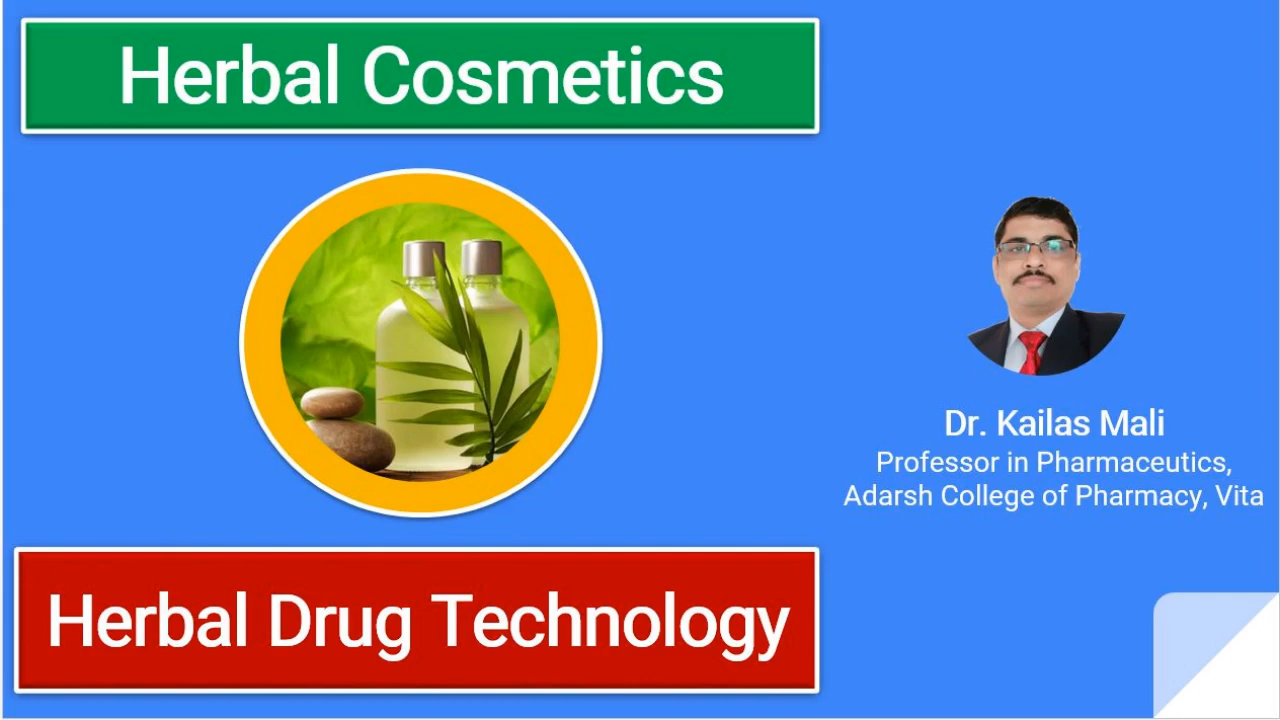 Herbal Cosmetics
Dr. Kailas Mali
Professor in Pharmaceutics,
Adarsh College of Pharmacy, Vita
Herbal Drug Technology